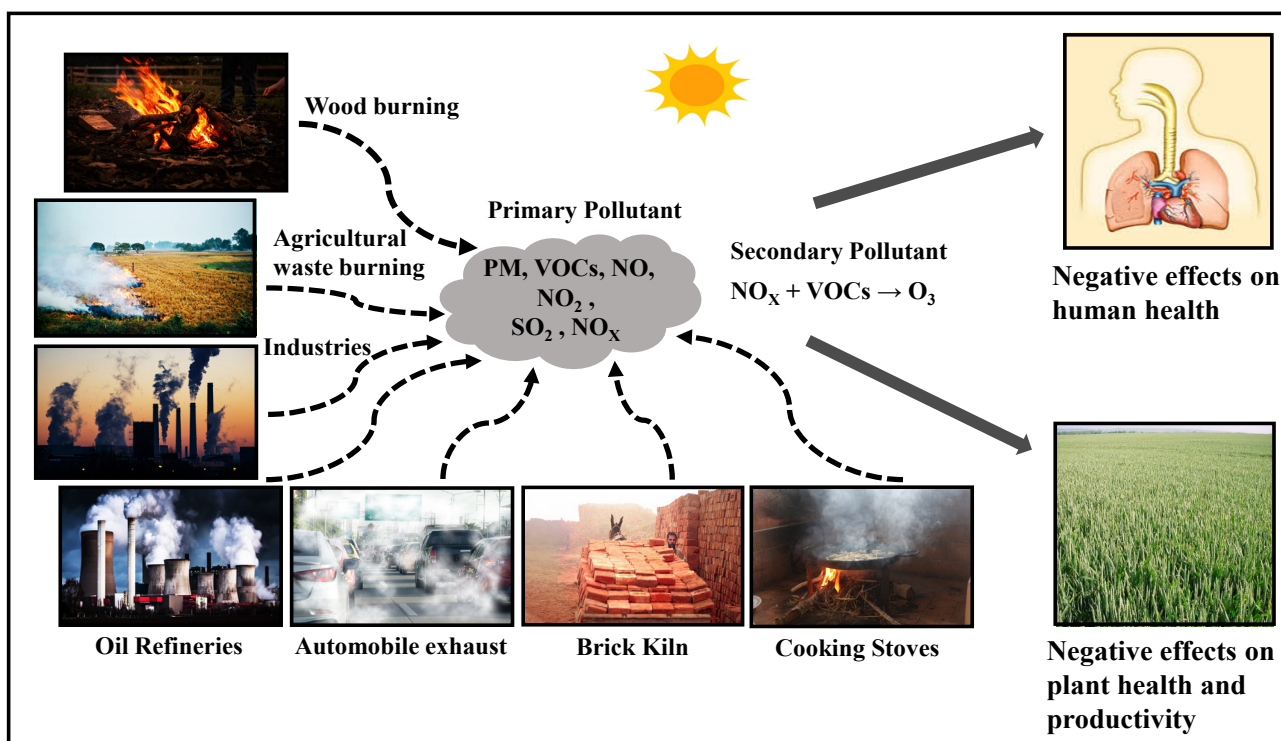 Wood burning
Agricultural
waste burning
Industries
Primary Pollutant
PM, VOCs, NO,
NO₂ ,
SO₂ , NOₓ
Secondary Pollutant
NOₓ + VOCs → O₃
Negative effects on
human health
Oil Refineries
Automobile exhaust
Brick Kiln
Cooking Stoves
Negative effects on
plant health and
productivity